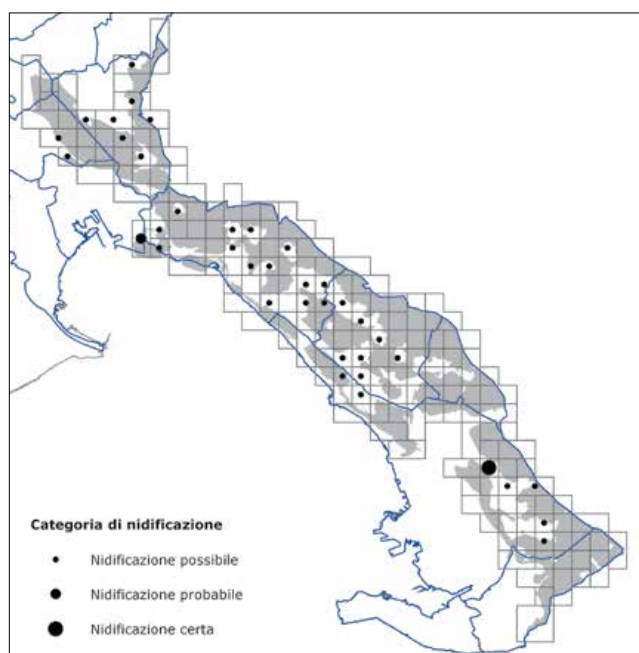 Categoria di nidificazione
Nidificazione possibile
Nidificazione probabile
Nidificazione certa